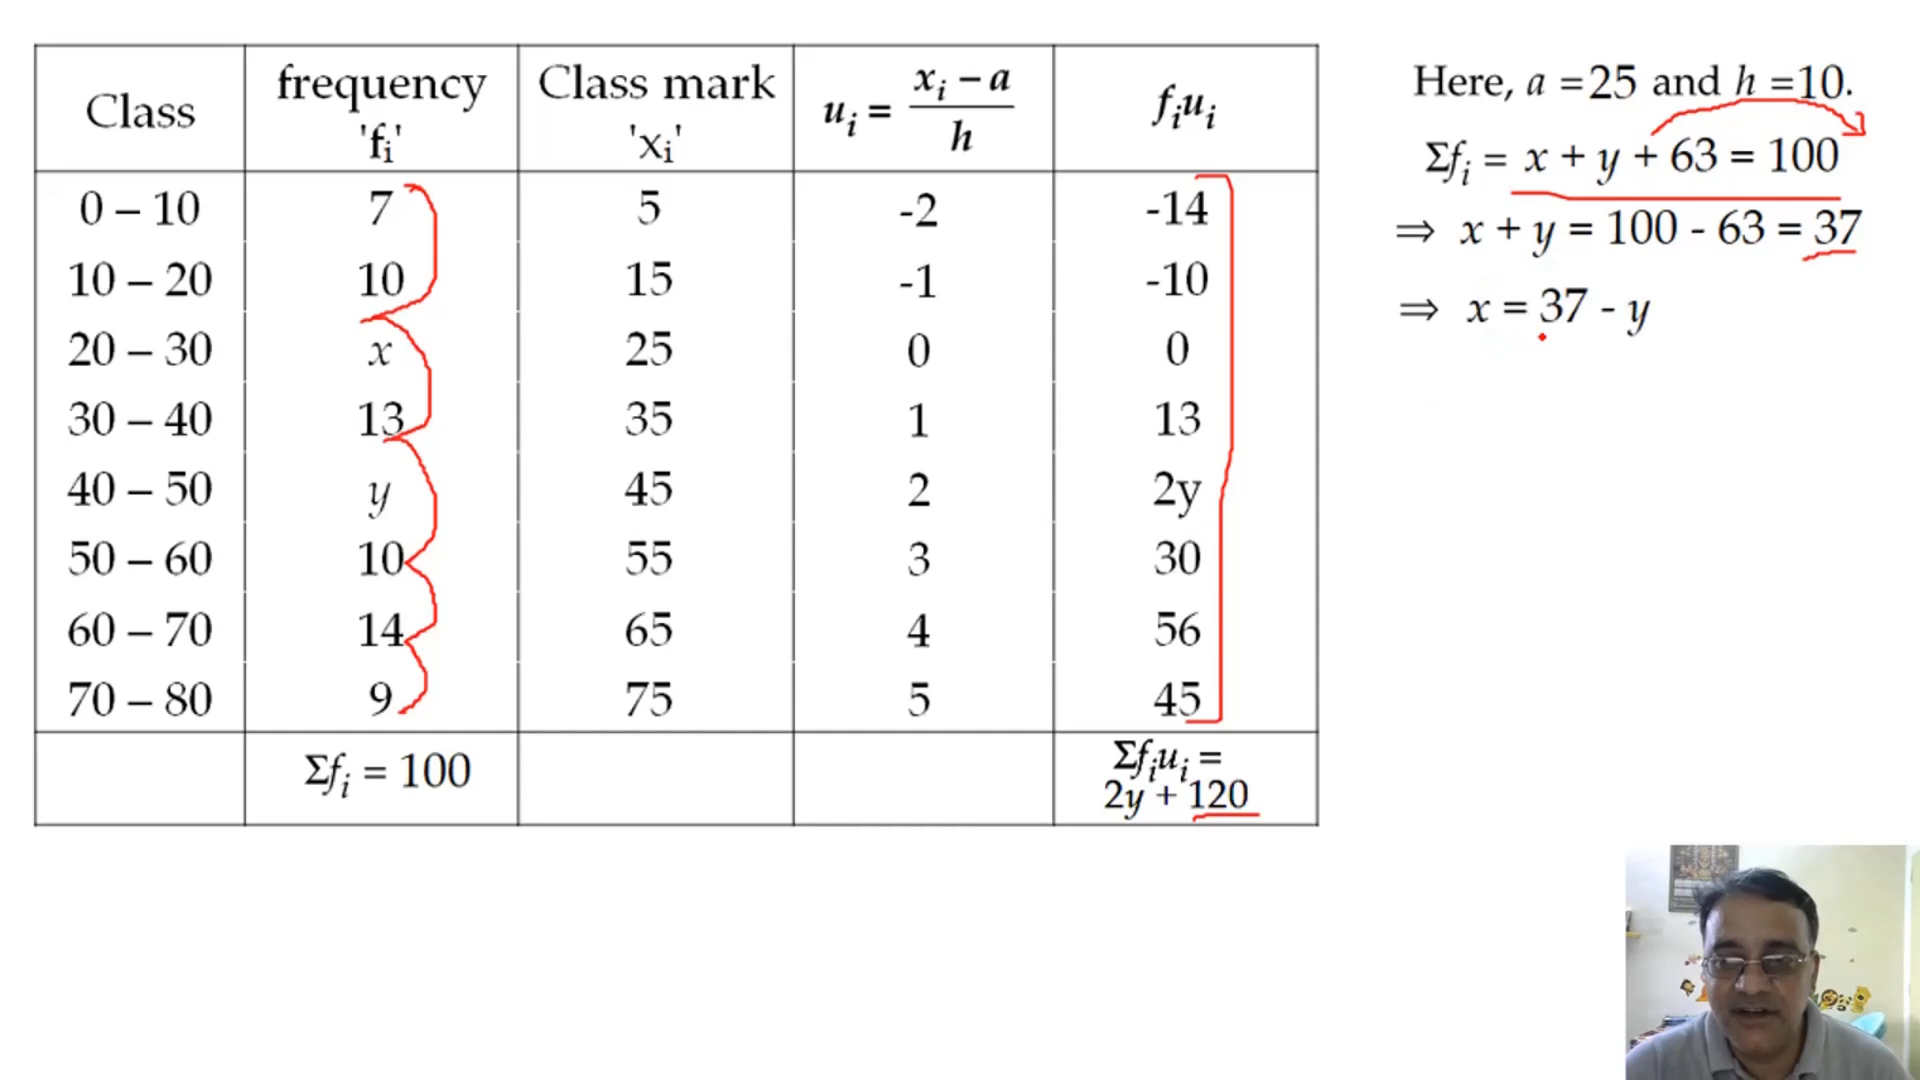 Class | frequency 'fᵢ' | Class mark 'xᵢ' | uᵢ = (xᵢ – a)/h | fᵢuᵢ
0 – 10 | 7 | 5 | -2 | -14
10 – 20 | 10 | 15 | -1 | -10
20 – 30 | x | 25 | 0 | 0
30 – 40 | 13 | 35 | 1 | 13
40 – 50 | y | 45 | 2 | 2y
50 – 60 | 10 | 55 | 3 | 30
60 – 70 | 14 | 65 | 4 | 56
70 – 80 | 9 | 75 | 5 | 45
Σfᵢ = 100 | Σfᵢuᵢ = 2y + 120
Here, a =25 and h =10.
Σfᵢ = x + y + 63 = 100
⇒ x + y = 100 - 63 = 37
⇒ x = 37 - y